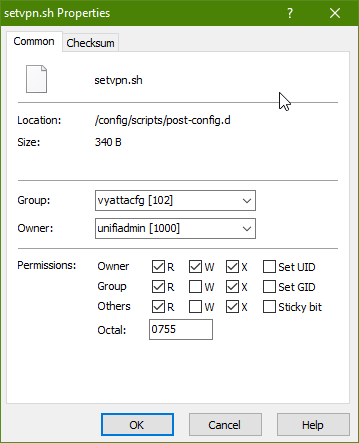 setvpn.sh Properties ? ×
Common Checksum
setvpn.sh
Location: /config/scripts/post-config.d
Size: 340 B
Group: vyattacfg [102]
Owner: unifiadmin [1000]
Permissions: Owner R W X Set UID
Group R W X Set GID
Others R W X Sticky bit
Octal: 0755
OK Cancel Help